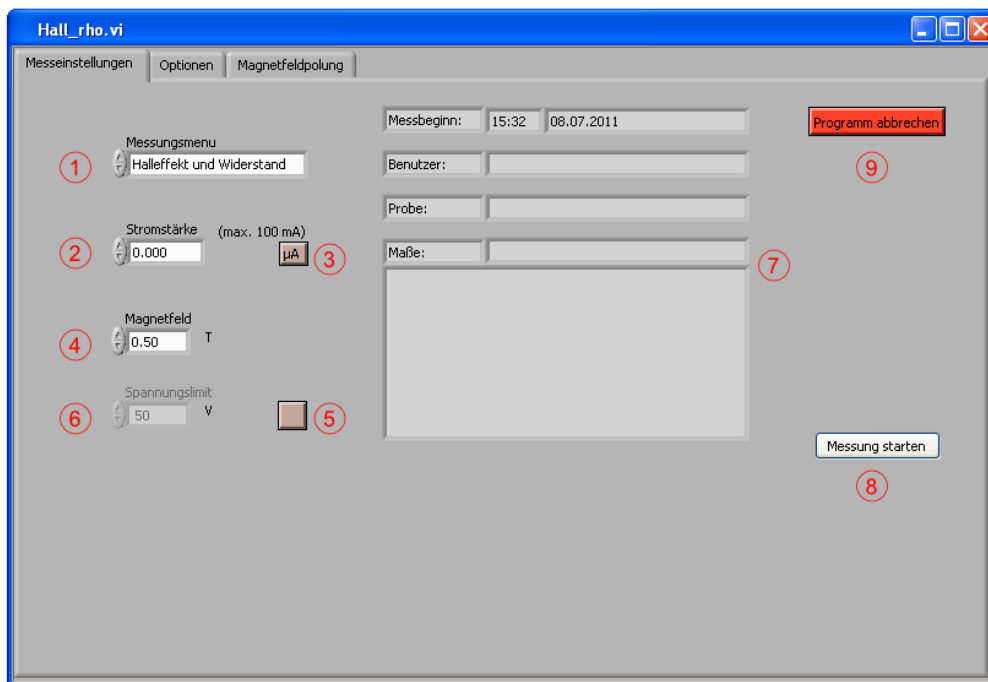 Hall_rho.vi
Messeinstellungen Optionen Magnetfeldpolung
Messungsmenu
① Halleffekt und Widerstand
Stromstärke (max. 100 mA)
② 0.000 µA ③
Magnetfeld
④ 0.50 T
Spannungslimit
⑥ 50 V ⑤
Messbeginn: 15:32 08.07.2011
Benutzer:
Probe:
Maße:
⑦
Programm abbrechen
⑨
Messung starten
⑧